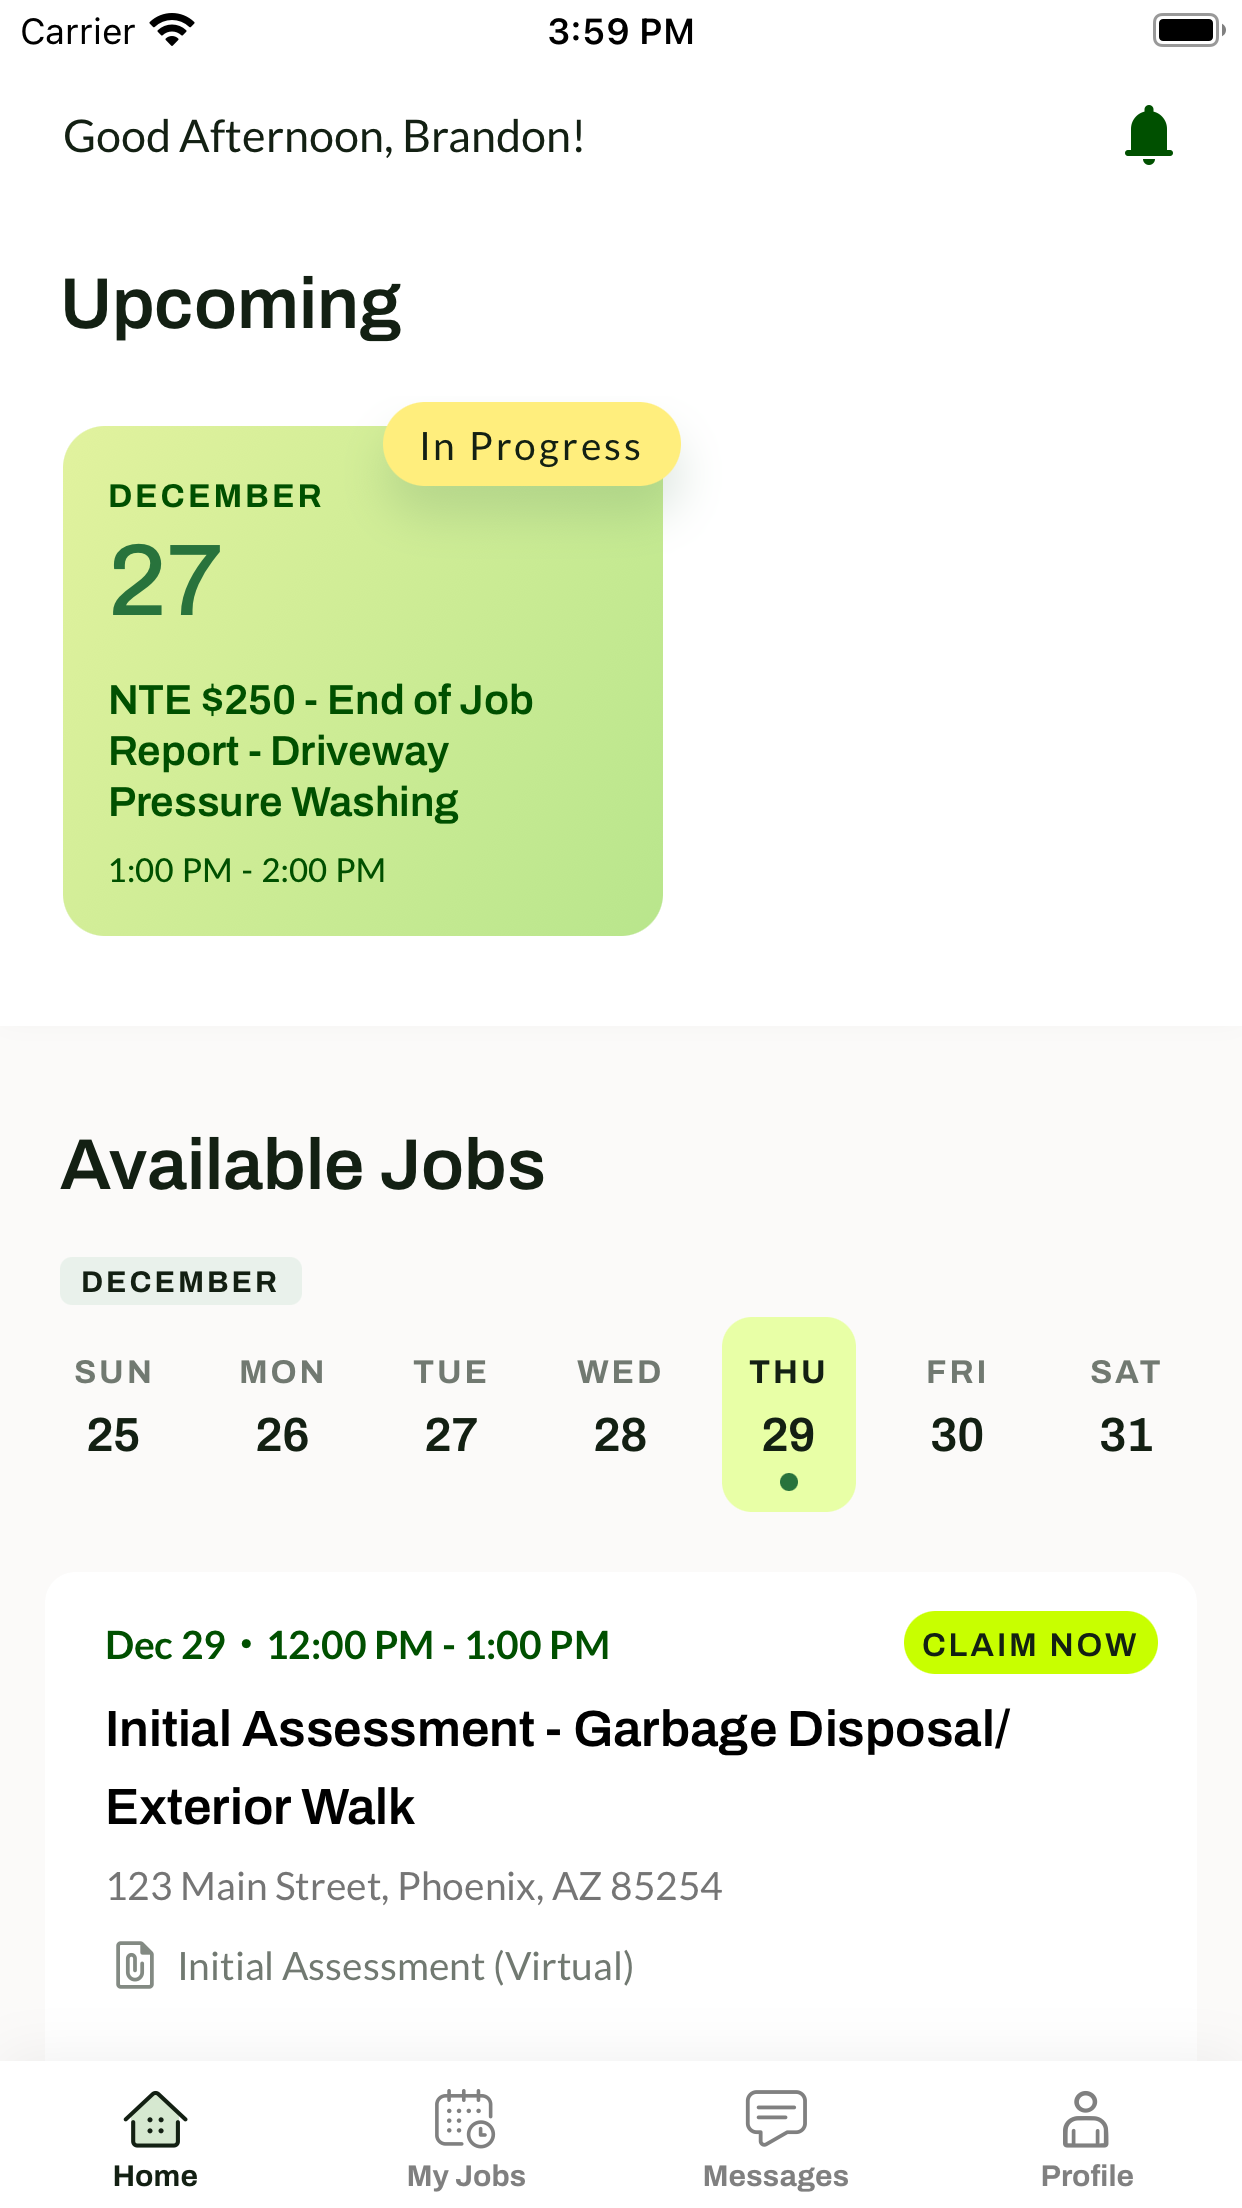 Carrier 3:59 PM
Good Afternoon, Brandon!
Upcoming
In Progress
DECEMBER
27
NTE $250 - End of Job
Report - Driveway
Pressure Washing
1:00 PM - 2:00 PM
Available Jobs
DECEMBER
SUN MON TUE WED THU FRI SAT
25 26 27 28 29 30 31
Dec 29 • 12:00 PM - 1:00 PM CLAIM NOW
Initial Assessment - Garbage Disposal/
Exterior Walk
123 Main Street, Phoenix, AZ 85254
Initial Assessment (Virtual)
Home My Jobs Messages Profile